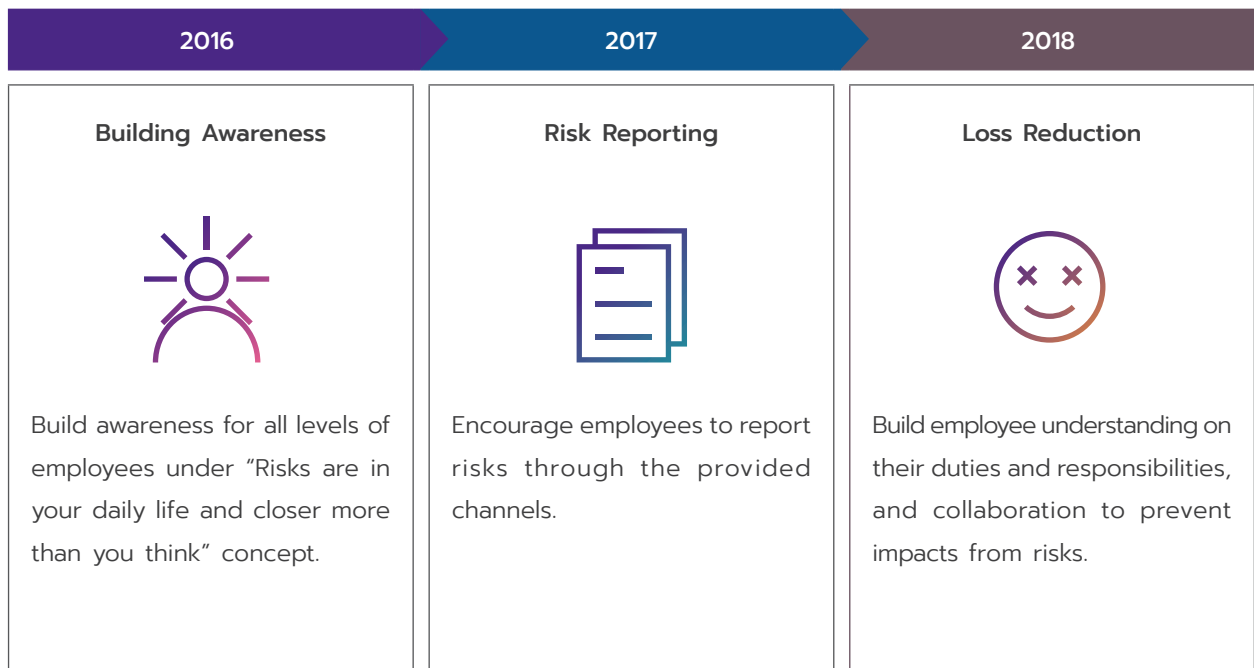 2016
2017
2018
Building Awareness
Build awareness for all levels of
employees under “Risks are in
your daily life and closer more
than you think” concept.
Risk Reporting
Encourage employees to report
risks through the provided
channels.
Loss Reduction
Build employee understanding on
their duties and responsibilities,
and collaboration to prevent
impacts from risks.